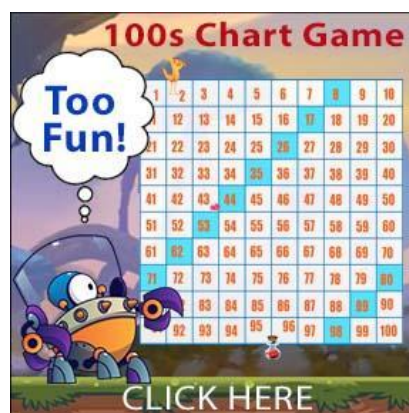 100s Chart Game
Too
Fun!
1 2 3 4 5 6 7 8 9 10
12 13 14 15 16 17 18 19 20
21 22 23 24 25 26 27 28 29 30
31 32 33 34 35 36 37 38 39 40
41 42 43 44 45 46 47 48 49 50
51 52 53 54 55 56 57 58 59 60
61 62 63 64 65 66 67 68 69 70
71 72 73 74 75 76 77 78 79 80
83 84 85 86 87 88 89 90
92 93 94 95 96 97 98 99 100
CLICK HERE